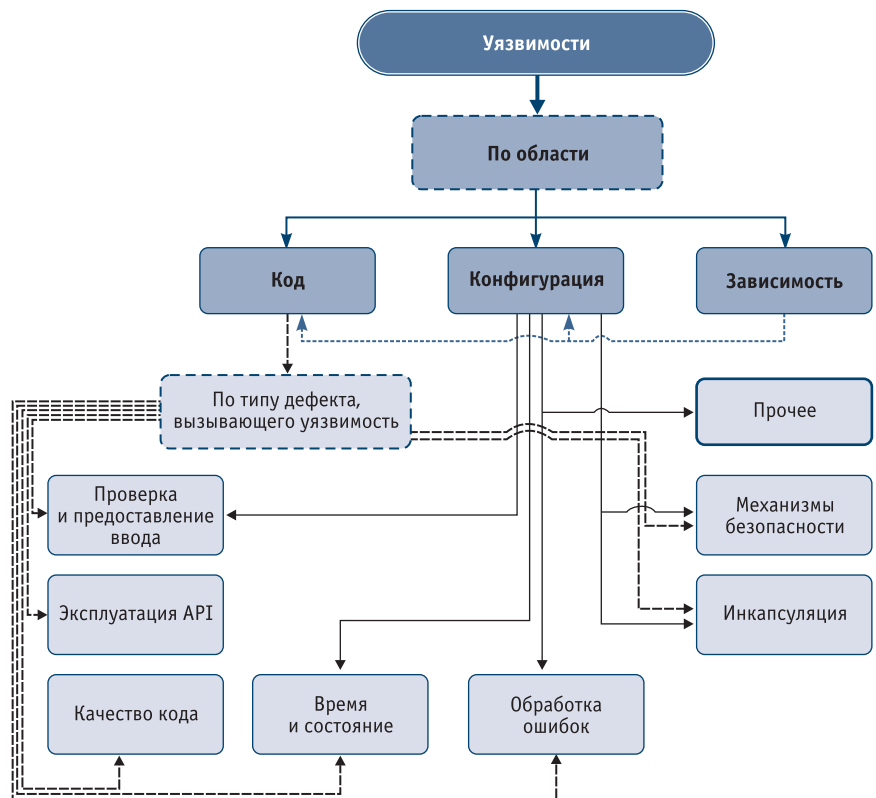 Уязвимости
По области
Код
Конфигурация
Зависимость
По типу дефекта,
вызывающего уязвимость
Прочее
Проверка
и предоставление
ввода
Механизмы
безопасности
Эксплуатация API
Инкапсуляция
Качество кода
Время
и состояние
Обработка
ошибок